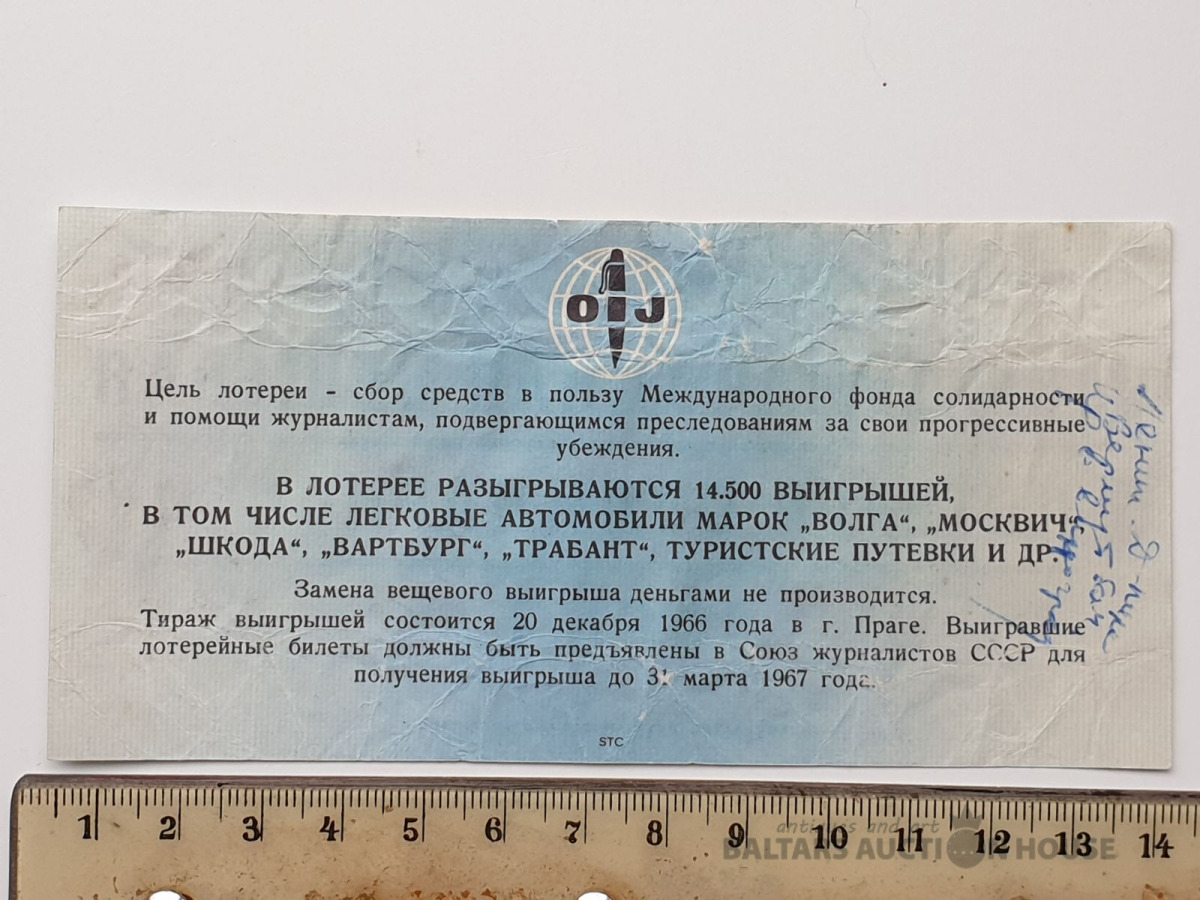 OIJ
Цель лотереи - сбор средств в пользу Международного фонда солидарности
и помощи журналистам, подвергающимся преследованиям за свои прогрессивные
убеждения.
В ЛОТЕРЕЕ РАЗЫГРЫВАЮТСЯ 14.500 ВЫИГРЫШЕЙ,
В ТОМ ЧИСЛЕ ЛЕГКОВЫЕ АВТОМОБИЛИ МАРОК „ВОЛГА“, „МОСКВИЧ“
„ШКОДА“, „ВАРТБУРГ“, „ТРАБАНТ“, ТУРИСТСКИЕ ПУТЕВКИ И ДР.
Замена вещевого выигрыша деньгами не производится.
Тираж выигрышей состоится 20 декабря 1966 года в г. Праге. Выигравшие
лотерейные билеты должны быть предъявлены в Союз журналистов СССР для
получения выигрыша до 31 марта 1967 года.
STC
1 2 3 4 5 6 7 8 9 10 11 12 13 14
antiques and art
BALTARS AUCTION HOUSE